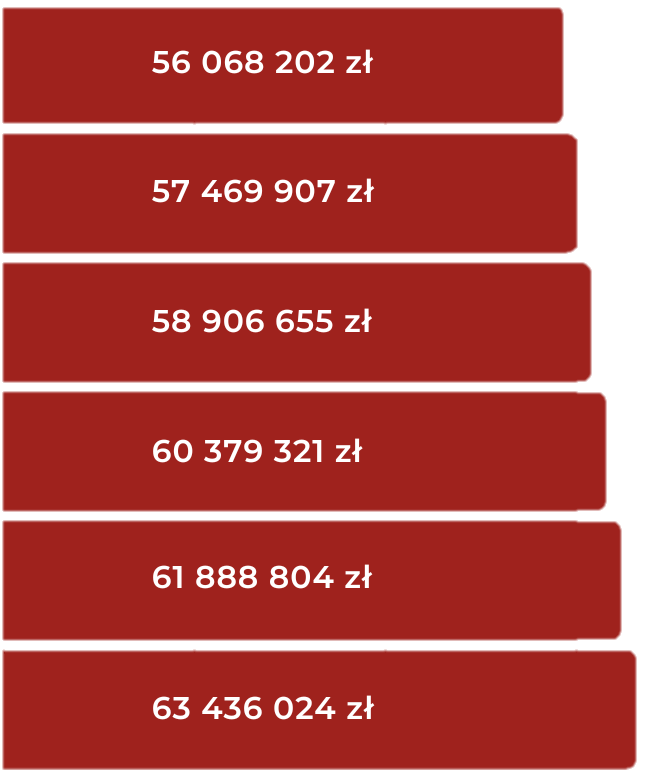 56 068 202 zł
57 469 907 zł
58 906 655 zł
60 379 321 zł
61 888 804 zł
63 436 024 zł